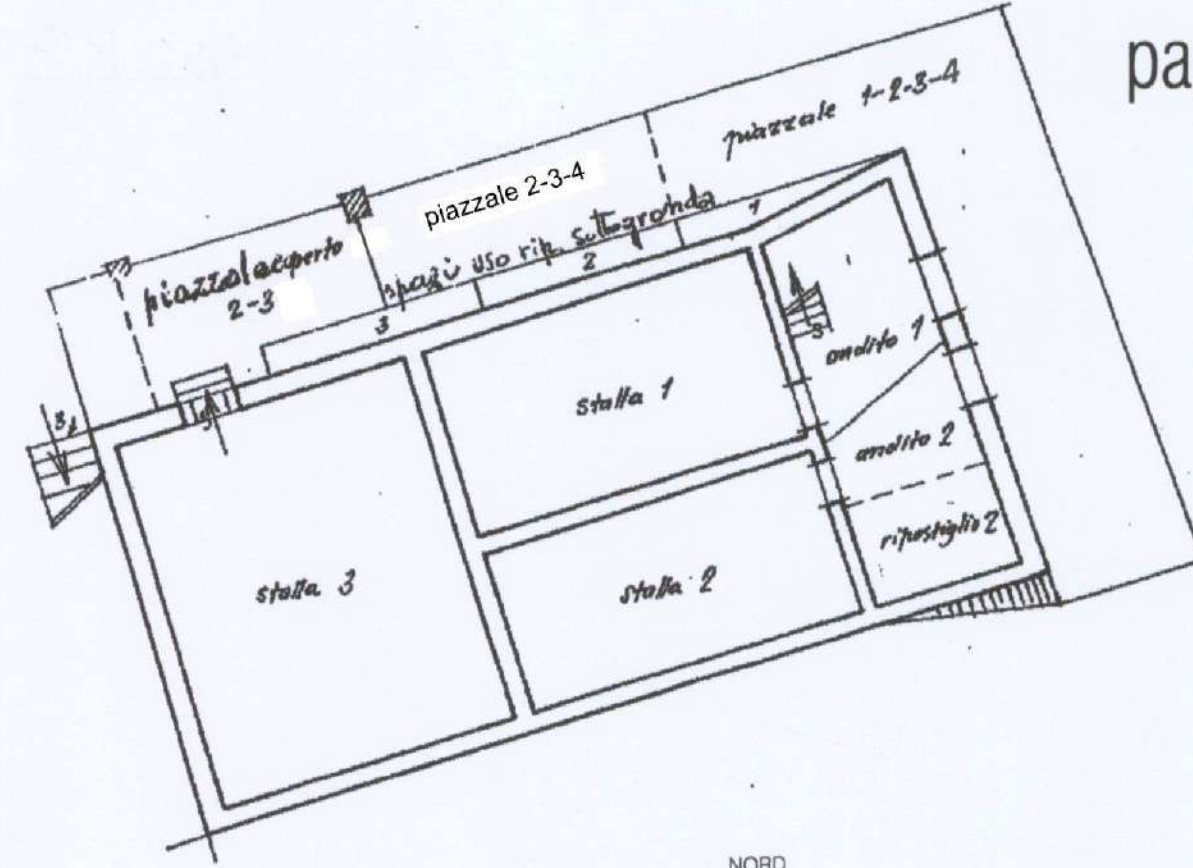 pa
piazzale 1-2-3-4
piazzale 2-3-4
piazzale coperto
2-3
spazi uso rip. sottogronda
1
2
3
andito 1
stalla 1
andito 2
ripostiglio 2
stalla 2
stalla 3
NORD